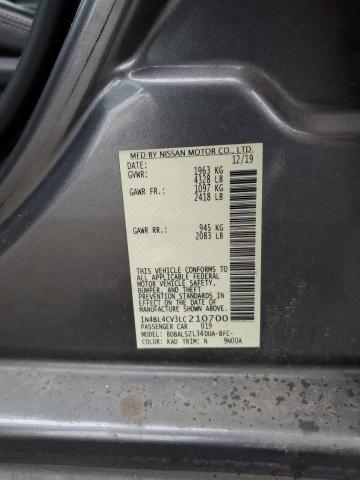 MFD BY NISSAN MOTOR CO., LTD.
DATE: 12/19
GVWR: 1963 KG
4328 LB
GAWR FR.: 1097 KG
2418 LB
GAWR RR.: 945 KG
2083 LB
THIS VEHICLE CONFORMS TO ALL
APPLICABLE FEDERAL MOTOR
VEHICLE SAFETY STANDARDS,
BUMPER, AND THEFT
PREVENTION STANDARDS IN
EFFECT ON THE DATE OF
MANUFACTURE SHOWN ABOVE.
1N4BL4CV3LC210700
PASSENGER CAR 019
MODEL: BDBALSZL34DUA-BFC-
COLOR: KAD TRIM: N 9N00A